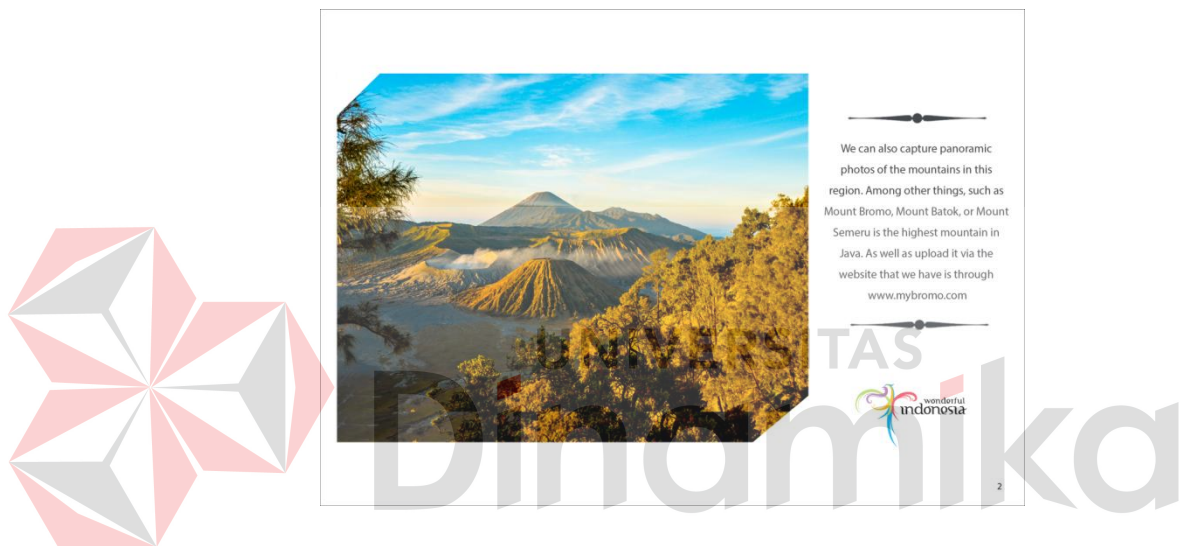 We can also capture panoramic
photos of the mountains in this
region. Among other things, such as
Mount Bromo, Mount Batok, or Mount
Semeru is the highest mountain in
Java. As well as upload it via the
website that we have is through
www.mybromo.com
UNIVERSITAS
Dinamika
wonderful
indonesia
2